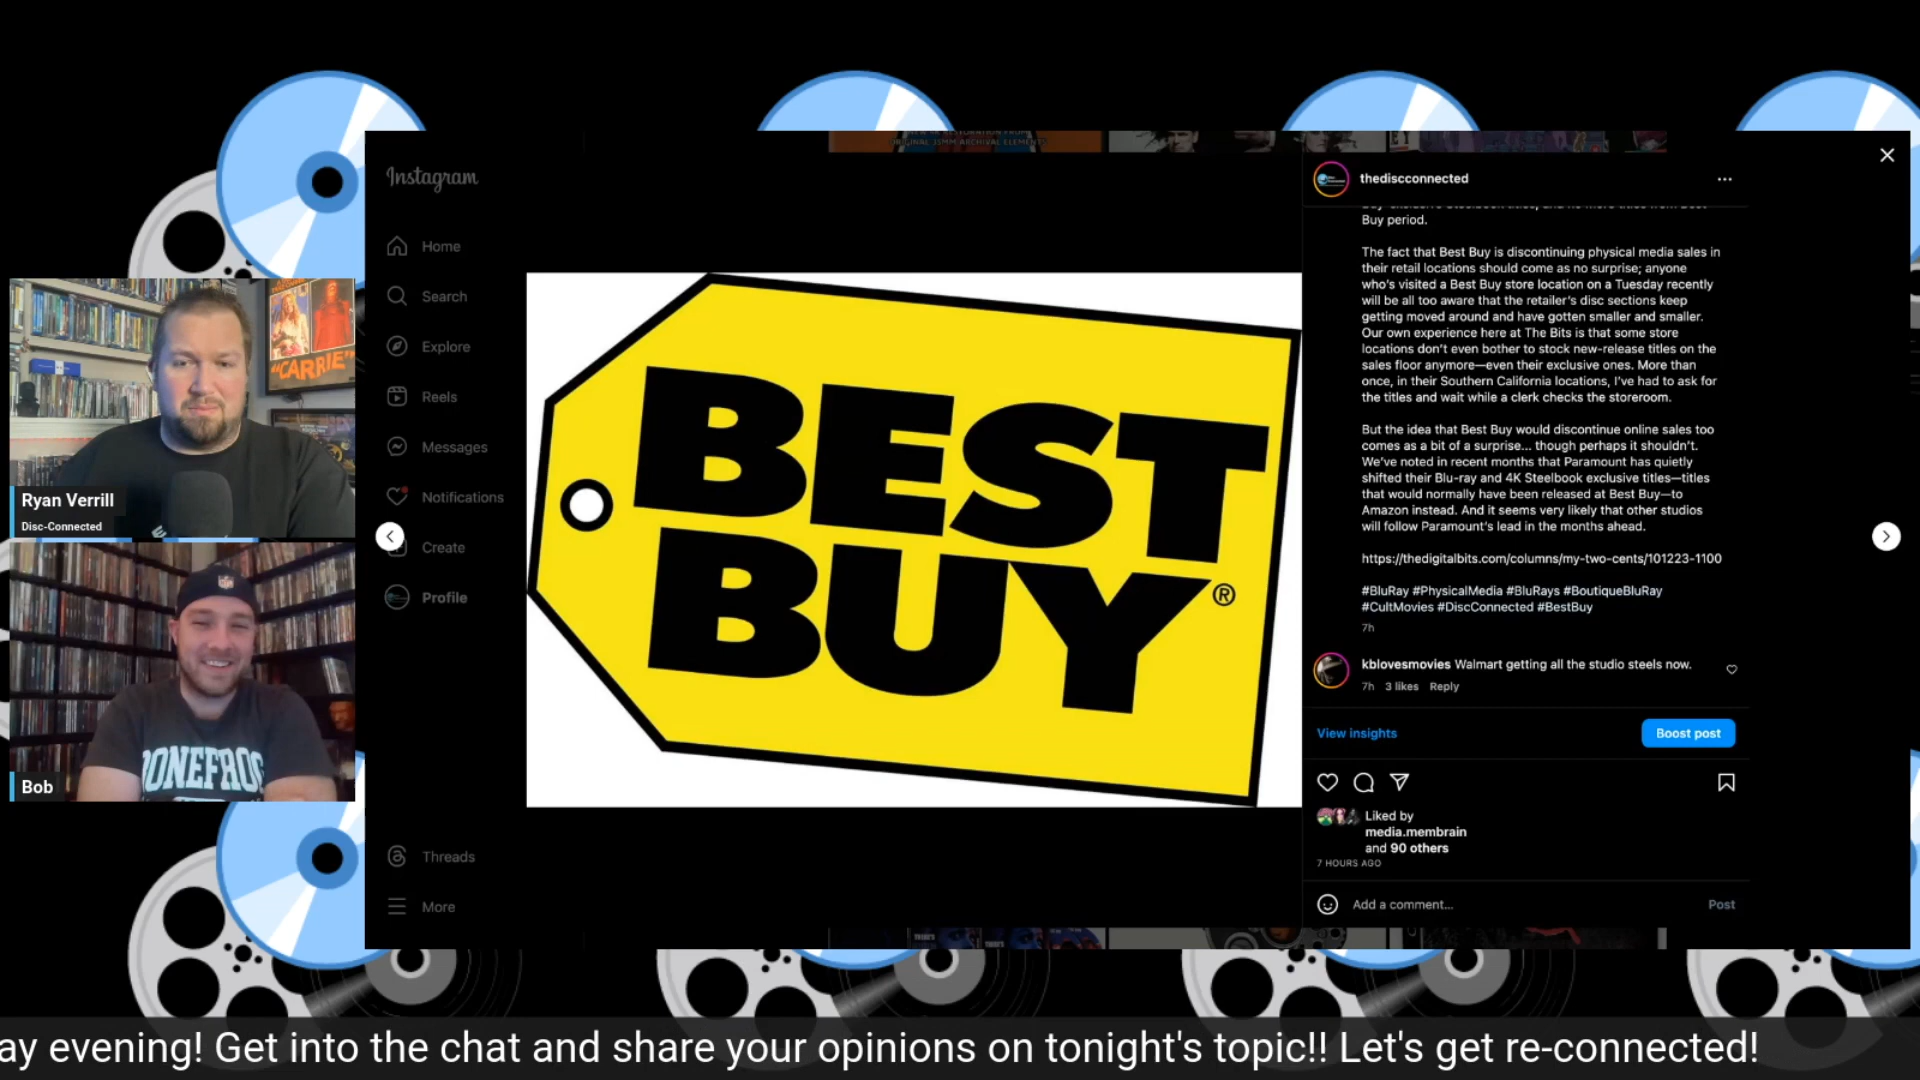 ORIGINAL 35MM ARCHIVAL ELEMENTS
Instagram
Home
Search
Explore
Reels
Messages
Notifications
Create
Profile
Threads
More
"CARRIE"
Ryan Verrill
Disc-Connected
BONEFROG
Bob
BEST
BUY®
thediscconnected
Buy period.
The fact that Best Buy is discontinuing physical media sales in
their retail locations should come as no surprise; anyone
who's visited a Best Buy store location on a Tuesday recently
will be all too aware that the retailer's disc sections keep
getting moved around and have gotten smaller and smaller.
Our own experience here at The Bits is that some store
locations don't even bother to stock new-release titles on the
sales floor anymore—even their exclusive ones. More than
once, in their Southern California locations, I've had to ask for
the titles and wait while a clerk checks the storeroom.
But the idea that Best Buy would discontinue online sales too
comes as a bit of a surprise... though perhaps it shouldn't.
We've noted in recent months that Paramount has quietly
shifted their Blu-ray and 4K Steelbook exclusive titles—titles
that would normally have been released at Best Buy—to
Amazon instead. And it seems very likely that other studios
will follow Paramount's lead in the months ahead.
https://thedigitalbits.com/columns/my-two-cents/101223-1100
#BluRay #PhysicalMedia #BluRays #BoutiqueBluRay
#CultMovies #DiscConnected #BestBuy
7h
kblovesmovies Walmart getting all the studio steels now.
7h 3 likes Reply
View insights
Boost post
Liked by
media.membrain
and 90 others
7 HOURS AGO
Add a comment...
Post
ay evening! Get into the chat and share your opinions on tonight's topic!! Let's get re-connected!